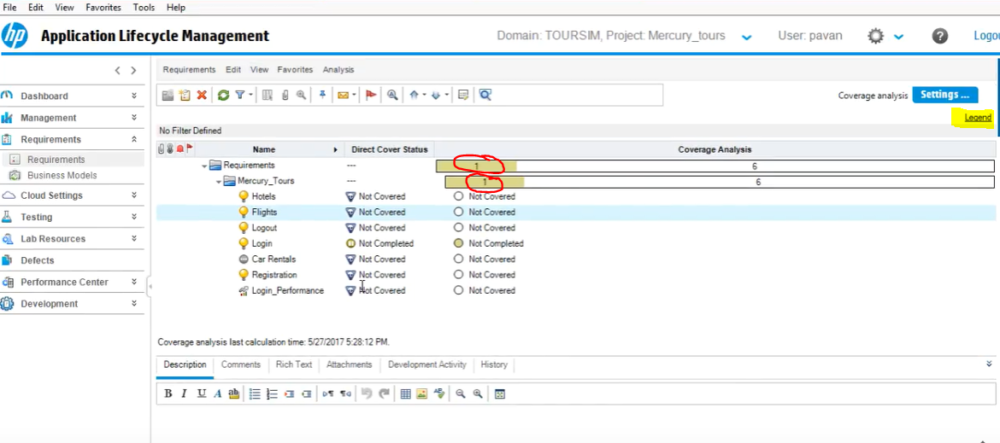 File Edit View Favorites Tools Help
hp Application Lifecycle Management Domain: TOURSIM, Project: Mercury_tours User: pavan ?
Requirements Edit View Favorites Analysis
Dashboard
Management
Requirements
Requirements
Business Models
Cloud Settings
Testing
Lab Resources
Defects
Performance Center
Development
Coverage analysis Settings ...
Legend
No Filter Defined
Name Direct Cover Status Coverage Analysis
Requirements --- 1 6
Mercury_Tours --- 1 6
Hotels Not Covered Not Covered
Flights Not Covered Not Covered
Logout Not Covered Not Covered
Login Not Completed Not Completed
Car Rentals Not Covered Not Covered
Registration Not Covered Not Covered
Login_Performance Not Covered Not Covered
Coverage analysis last calculation time: 5/27/2017 5:28:12 PM.
Description Comments Rich Text Attachments Development Activity History
B I U A ab